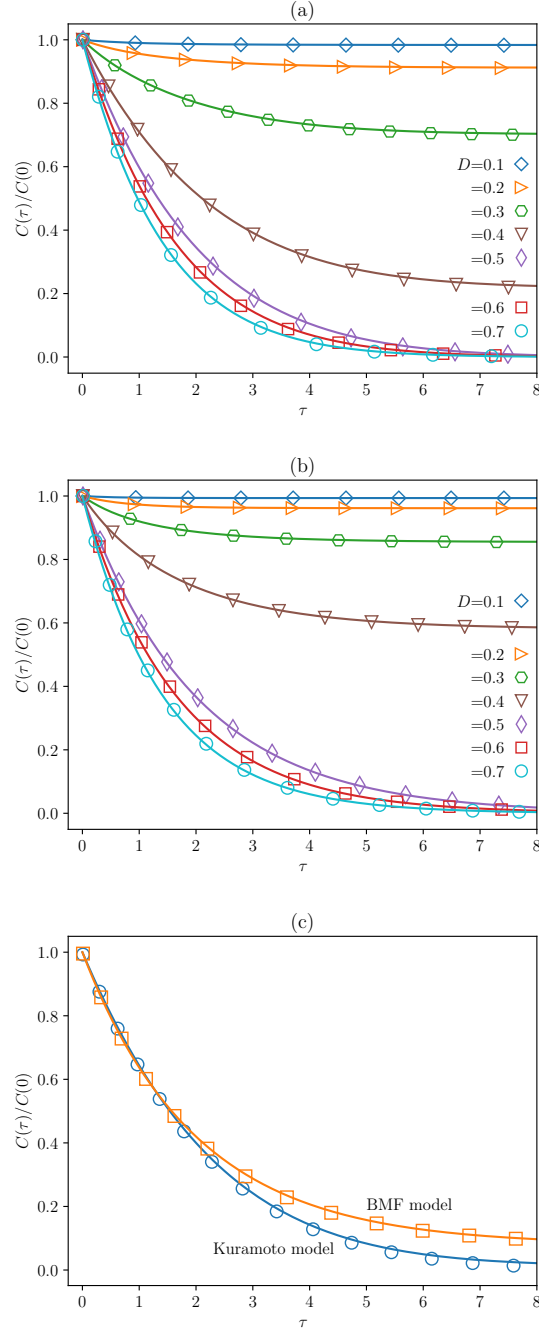 (a)
1.0
0.8
0.6
0.4
0.2
0.0
C(τ)/C(0)
D=0.1
=0.2
=0.3
=0.4
=0.5
=0.6
=0.7
0 1 2 3 4 5 6 7 8
τ
(b)
1.0
0.8
0.6
0.4
0.2
0.0
C(τ)/C(0)
D=0.1
=0.2
=0.3
=0.4
=0.5
=0.6
=0.7
0 1 2 3 4 5 6 7 8
τ
(c)
1.0
0.8
0.6
0.4
0.2
0.0
C(τ)/C(0)
BMF model
Kuramoto model
0 1 2 3 4 5 6 7 8
τ